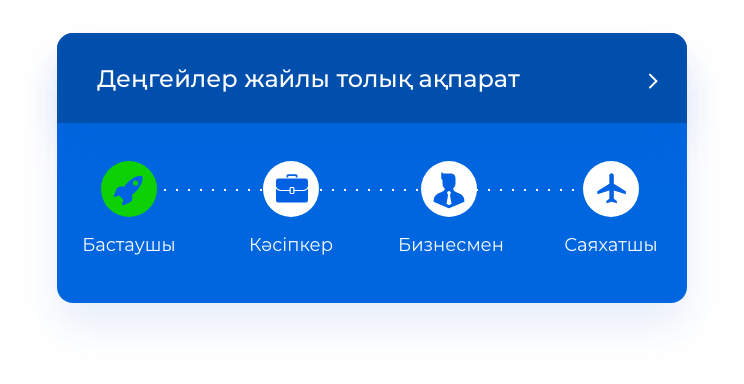 Деңгейлер жайлы толық ақпарат
Бастаушы Кәсіпкер Бизнесмен Саяхатшы